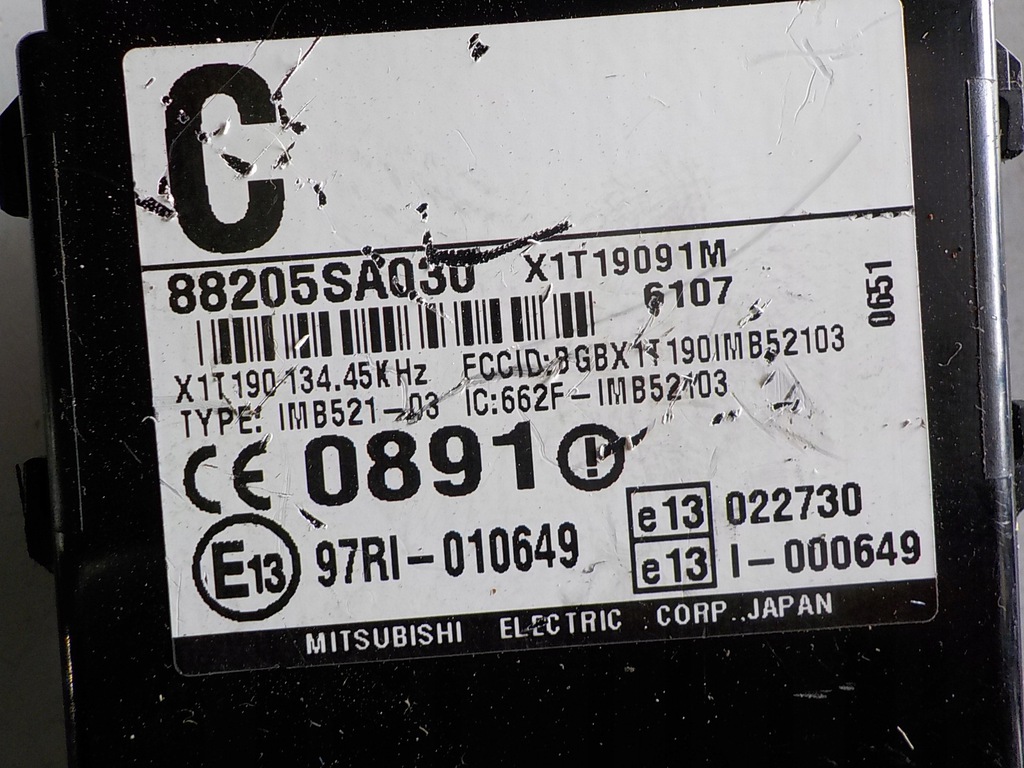 C
88205SA030 X1T19091M
6107
0651
X1T190 134.45KHz FCCID:BGBX1T190IMB52103
TYPE: IMB521-03 IC:662F-IMB52103
CE 0891
E13 97RI-010649
e13 022730
e13 I-000649
MITSUBISHI ELECTRIC CORP. JAPAN